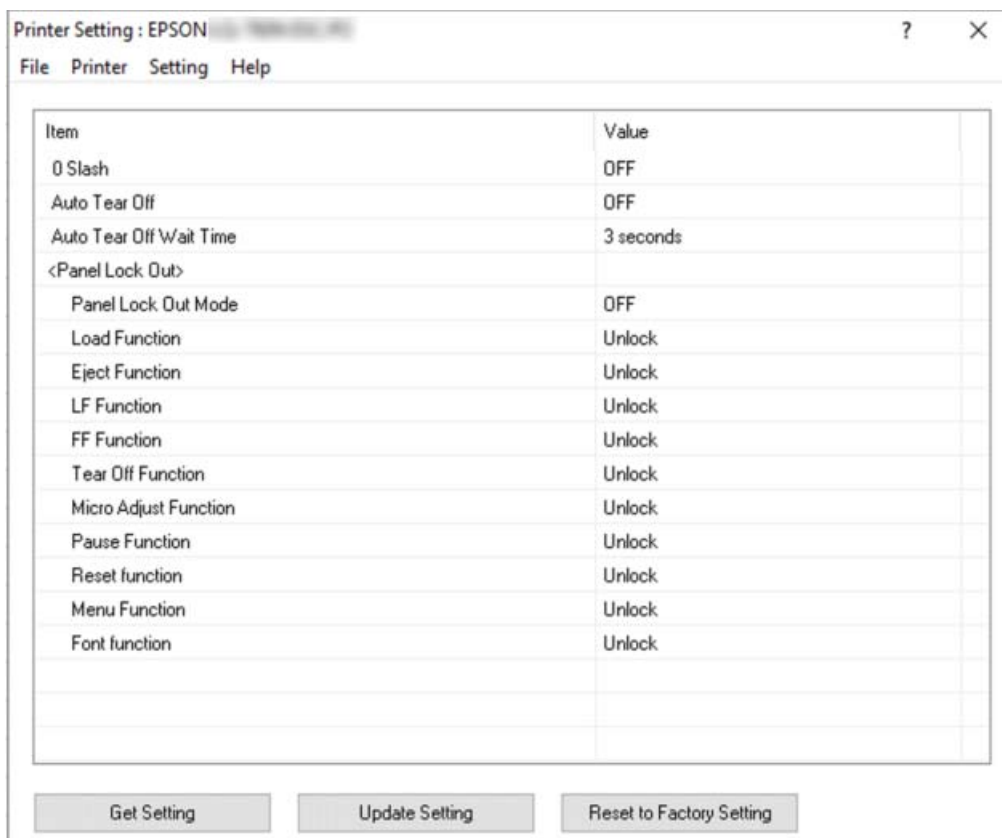 Printer Setting : EPSON
? ×
File Printer Setting Help
Item Value
0 Slash OFF
Auto Tear Off OFF
Auto Tear Off Wait Time 3 seconds
<Panel Lock Out>
Panel Lock Out Mode OFF
Load Function Unlock
Eject Function Unlock
LF Function Unlock
FF Function Unlock
Tear Off Function Unlock
Micro Adjust Function Unlock
Pause Function Unlock
Reset function Unlock
Menu Function Unlock
Font function Unlock
Get Setting Update Setting Reset to Factory Setting